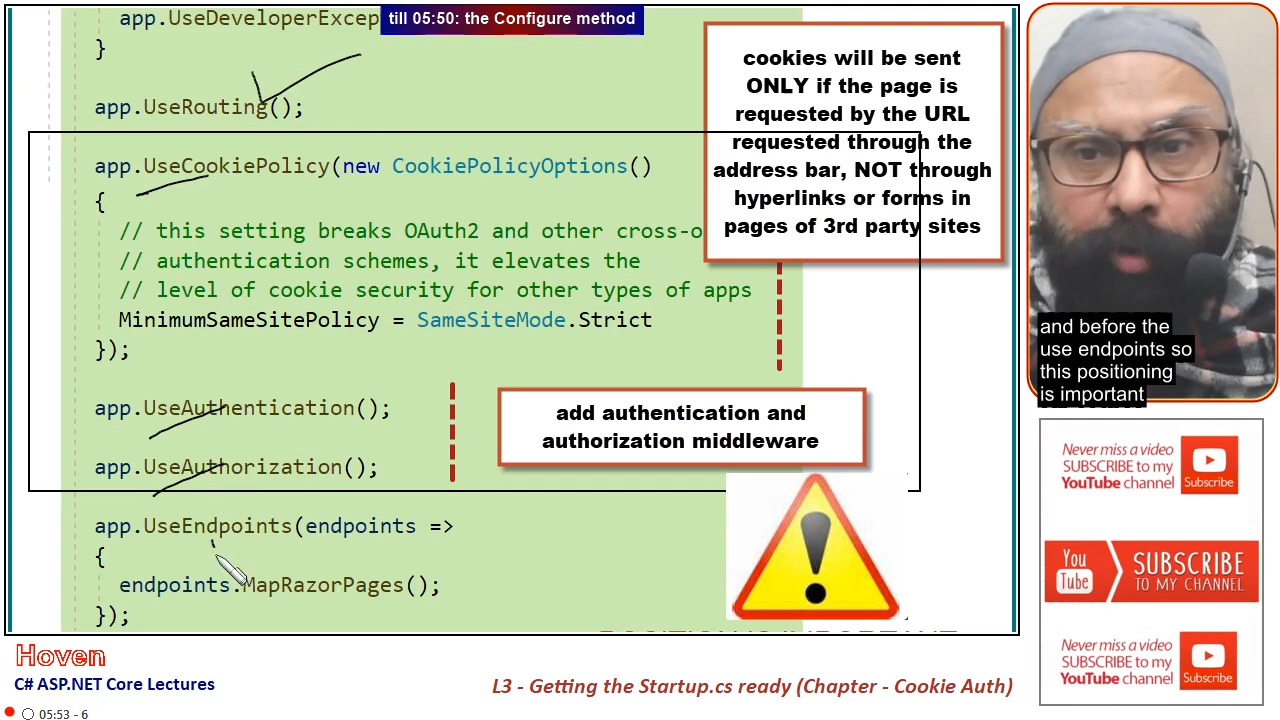 till 05:50: the Configure method
app.UseDeveloperExcep
}
app.UseRouting();
app.UseCookiePolicy(new CookiePolicyOptions()
{
// this setting breaks OAuth2 and other cross-o
// authentication schemes, it elevates the
// level of cookie security for other types of apps
MinimumSameSitePolicy = SameSiteMode.Strict
});
app.UseAuthentication();
app.UseAuthorization();
app.UseEndpoints(endpoints =>
{
endpoints.MapRazorPages();
});
cookies will be sent
ONLY if the page is
requested by the URL
requested through the
address bar, NOT through
hyperlinks or forms in
pages of 3rd party sites
add authentication and
authorization middleware
and before the
use endpoints so
this positioning
is important
Never miss a video
SUBSCRIBE to my
YouTube channel
Subscribe
You
Tube
SUBSCRIBE
TO MY CHANNEL
Never miss a video
SUBSCRIBE to my
YouTube channel
Subscribe
Hoven
C# ASP.NET Core Lectures
L3 - Getting the Startup.cs ready (Chapter - Cookie Auth)
05:53 - 6